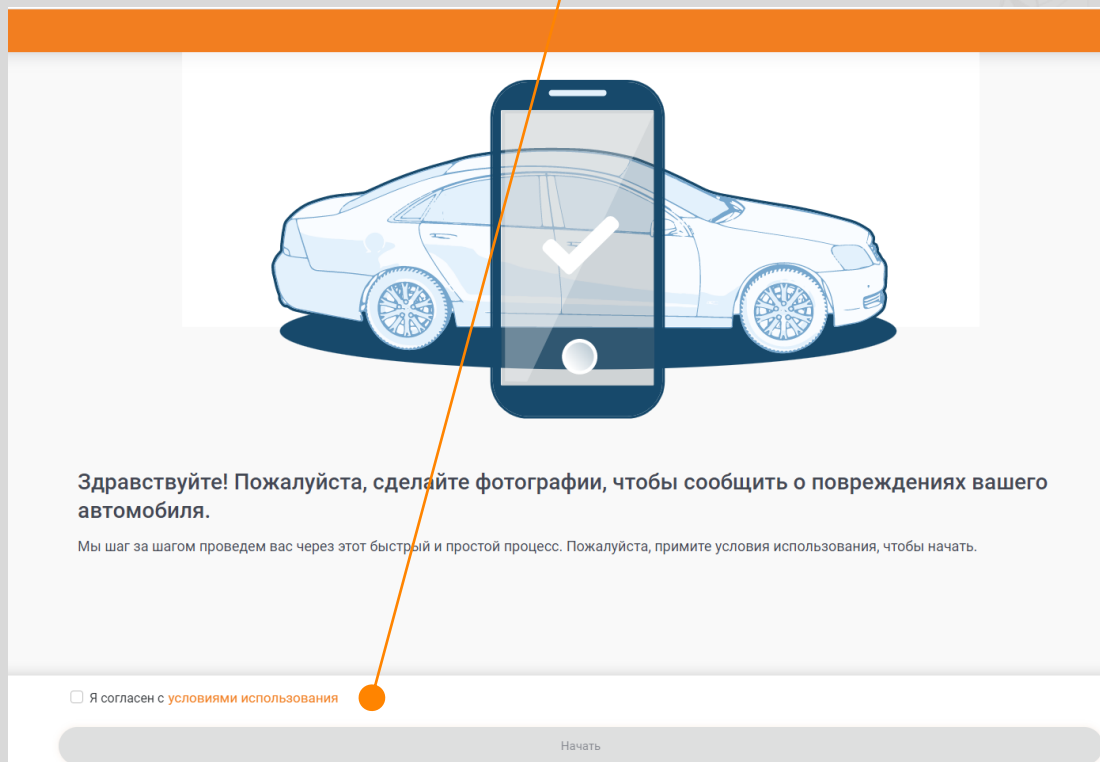 Здравствуйте! Пожалуйста, сделайте фотографии, чтобы сообщить о повреждениях вашего
автомобиля.
Мы шаг за шагом проведем вас через этот быстрый и простой процесс. Пожалуйста, примите условия использования, чтобы начать.
Я согласен с условиями использования
Начать